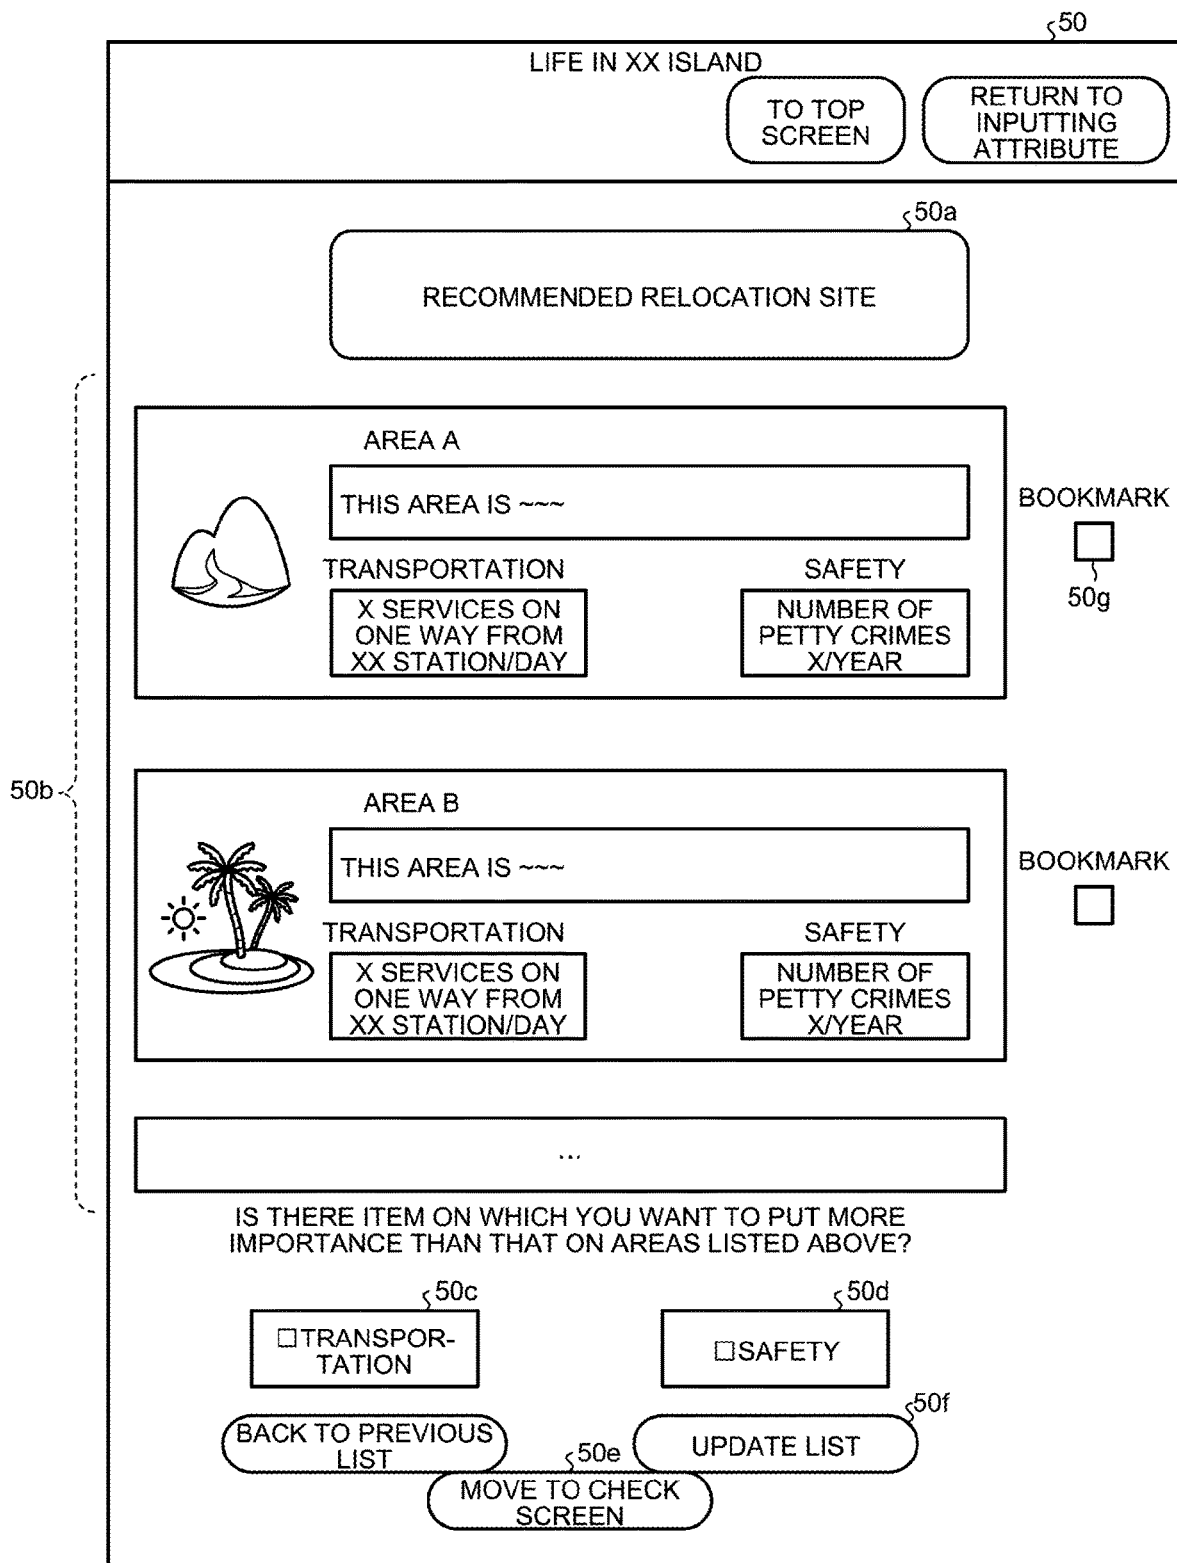 50
LIFE IN XX ISLAND
TO TOP
SCREEN
RETURN TO
INPUTTING
ATTRIBUTE
50a
RECOMMENDED RELOCATION SITE
50b
AREA A
THIS AREA IS ~~~
TRANSPORTATION
X SERVICES ON
ONE WAY FROM
XX STATION/DAY
SAFETY
NUMBER OF
PETTY CRIMES
X/YEAR
BOOKMARK
50g
AREA B
THIS AREA IS ~~~
TRANSPORTATION
X SERVICES ON
ONE WAY FROM
XX STATION/DAY
SAFETY
NUMBER OF
PETTY CRIMES
X/YEAR
BOOKMARK
...
IS THERE ITEM ON WHICH YOU WANT TO PUT MORE
IMPORTANCE THAN THAT ON AREAS LISTED ABOVE?
50c
□TRANSPOR-
TATION
50d
□SAFETY
BACK TO PREVIOUS
LIST
50f
UPDATE LIST
50e
MOVE TO CHECK
SCREEN